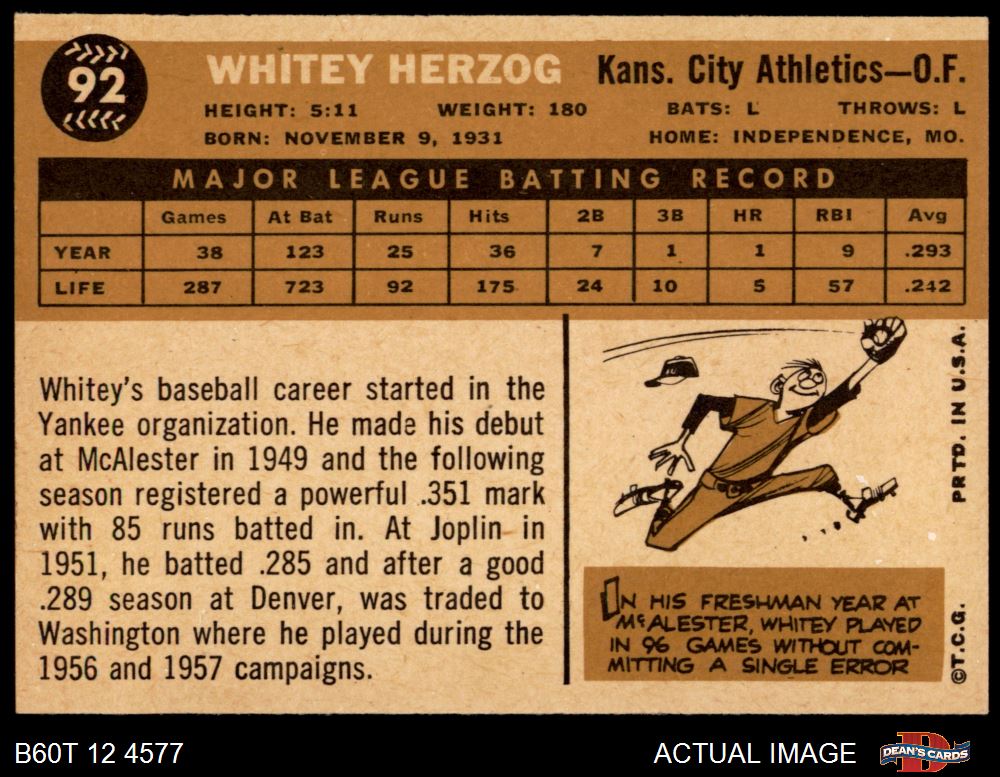 92
WHITEY HERZOG Kans. City Athletics—O.F.
HEIGHT: 5:11 WEIGHT: 180 BATS: L THROWS: L
BORN: NOVEMBER 9, 1931 HOME: INDEPENDENCE, MO.
MAJOR LEAGUE BATTING RECORD
Games At Bat Runs Hits 2B 3B HR RBI Avg
YEAR 38 123 25 36 7 1 1 9 .293
LIFE 287 723 92 175 24 10 5 57 .242
Whitey's baseball career started in the
Yankee organization. He made his debut
at McAlester in 1949 and the following
season registered a powerful .351 mark
with 85 runs batted in. At Joplin in
1951, he batted .285 and after a good
.289 season at Denver, was traded to
Washington where he played during the
1956 and 1957 campaigns.
IN HIS FRESHMAN YEAR AT
McALESTER, WHITEY PLAYED
IN 96 GAMES WITHOUT COM-
MITTING A SINGLE ERROR
©T.C.G. PRTD. IN U.S.A.
B60T 12 4577 ACTUAL IMAGE DEAN'S CARDS